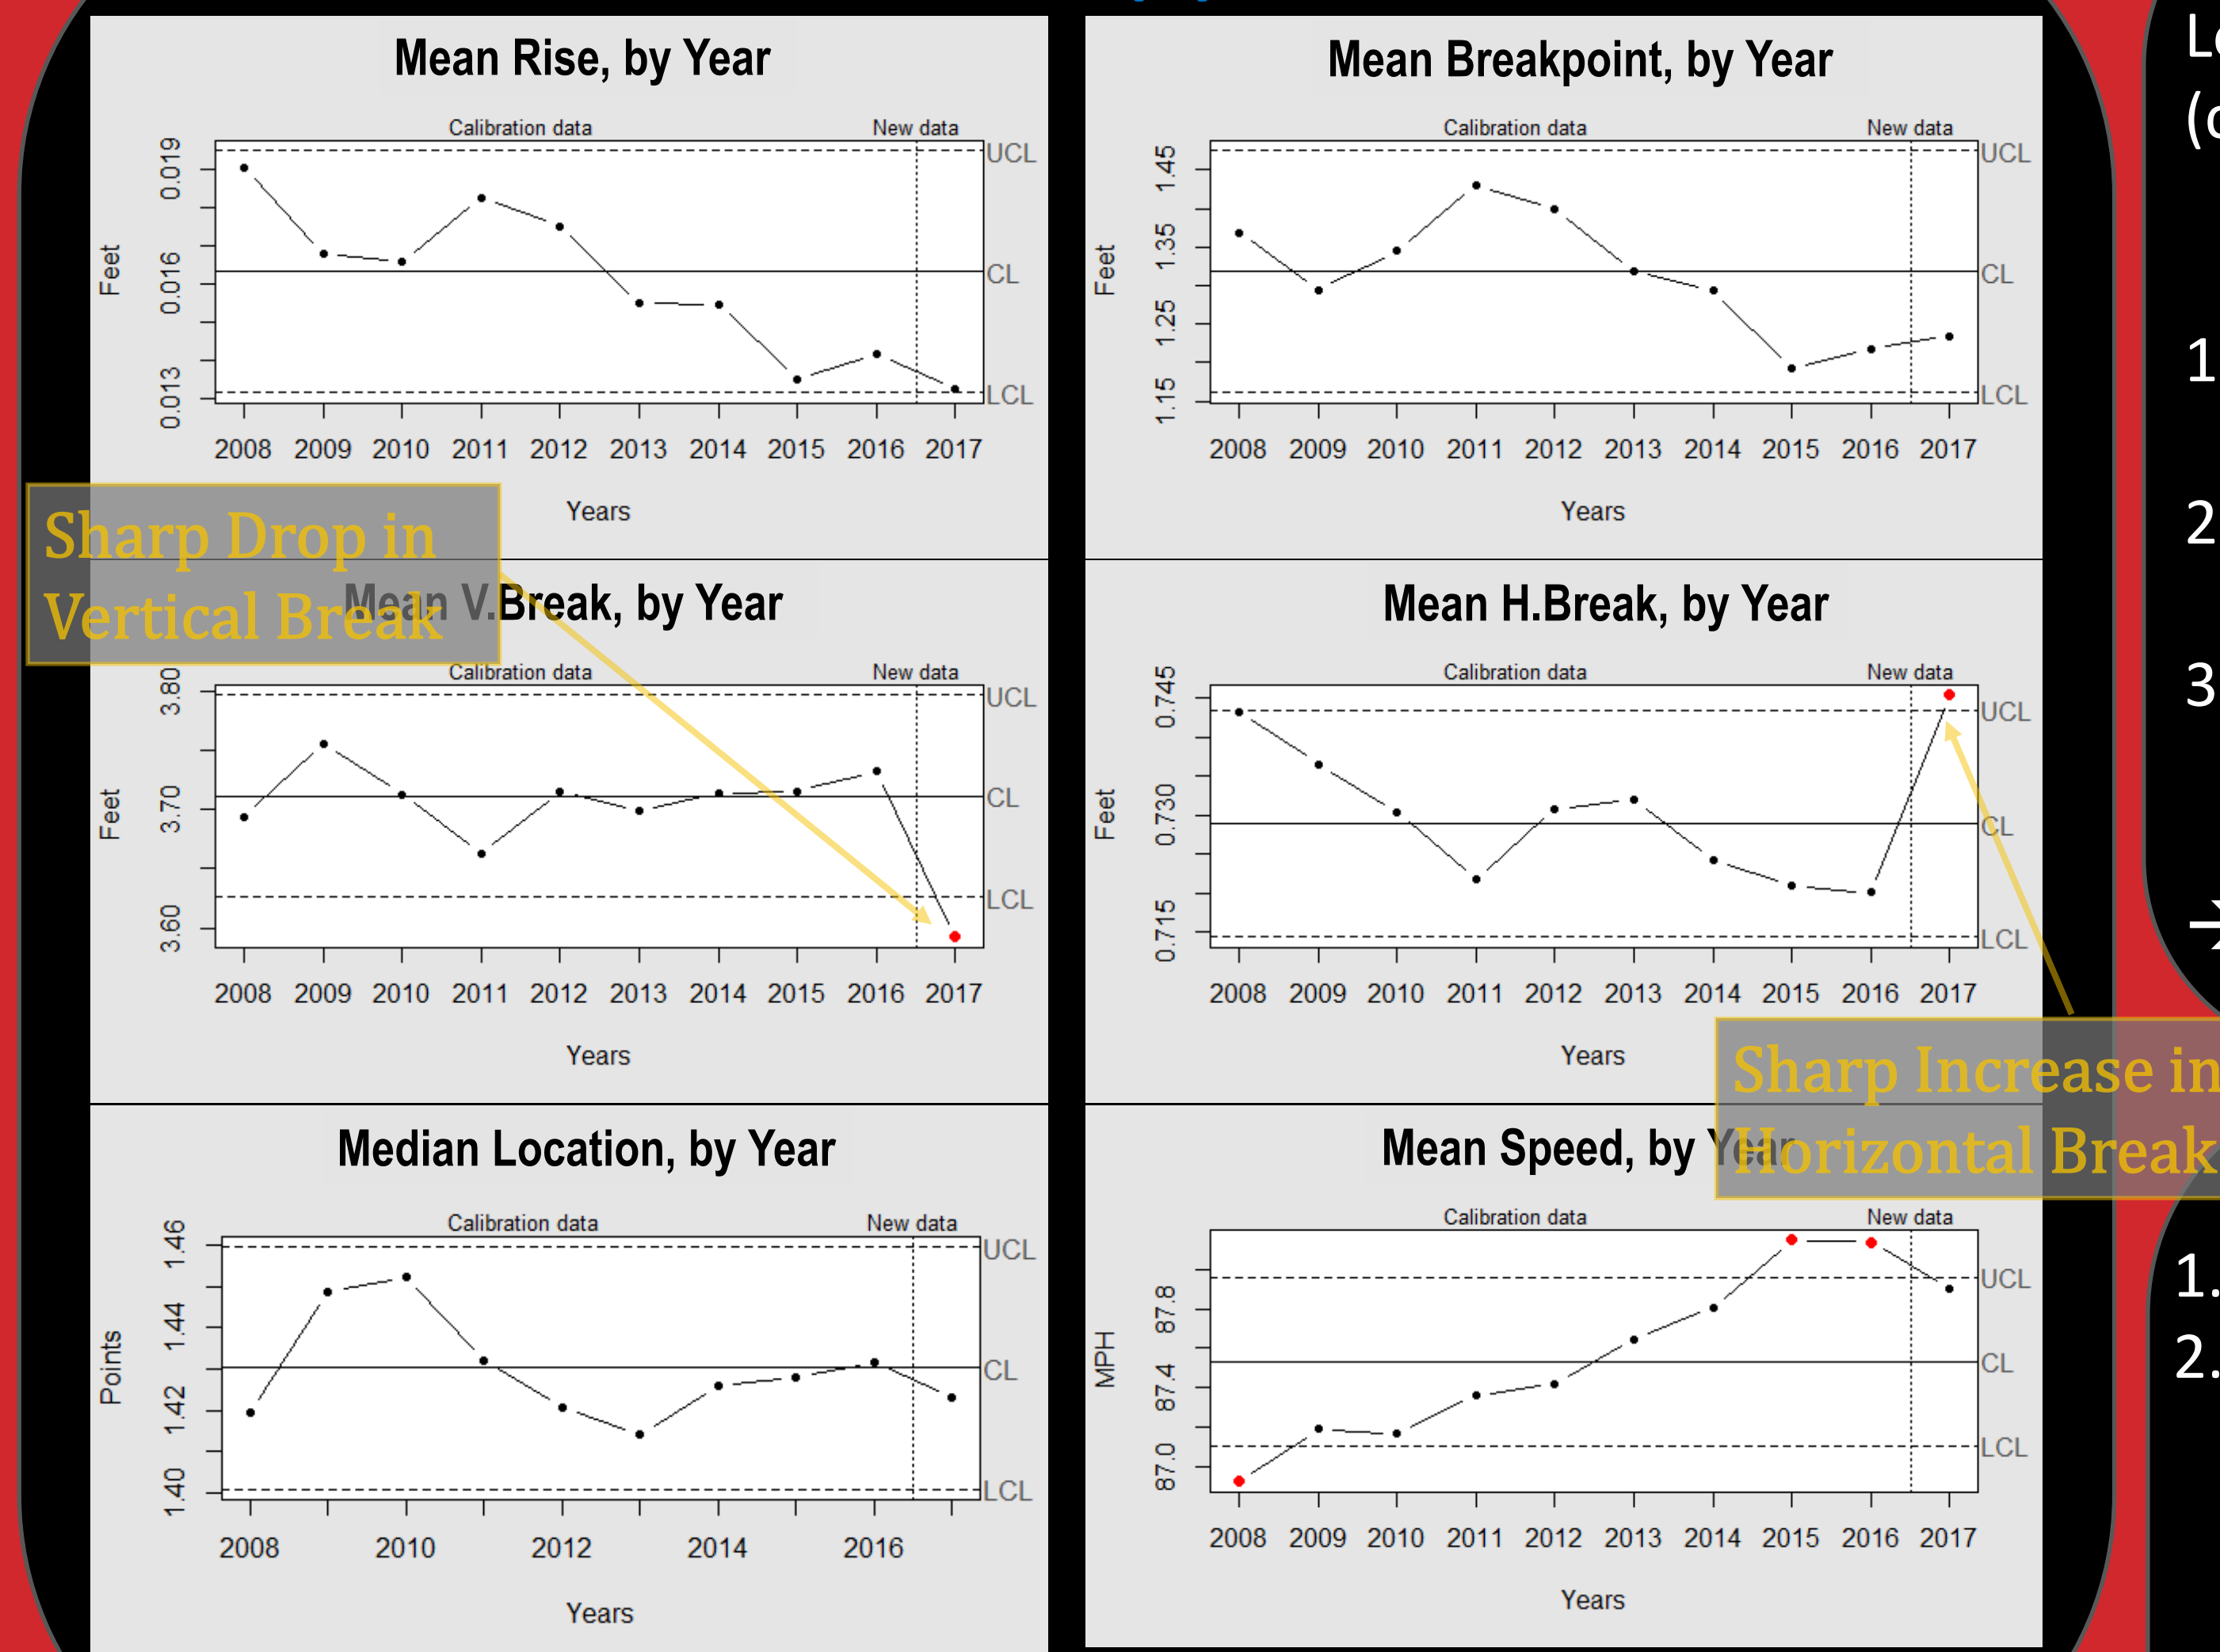 Mean Rise, by Year
Calibration data New data
UCL
CL
LCL
Feet
0.013 0.016 0.019
2008 2009 2010 2011 2012 2013 2014 2015 2016 2017
Years
Mean Breakpoint, by Year
Calibration data New data
UCL
CL
LCL
Feet
1.15 1.25 1.35 1.45
2008 2009 2010 2011 2012 2013 2014 2015 2016 2017
Years
Sharp Drop in
Vertical Break
Mean V.Break, by Year
Calibration data New data
UCL
CL
LCL
Feet
3.60 3.70 3.80
2008 2009 2010 2011 2012 2013 2014 2015 2016 2017
Years
Mean H.Break, by Year
Calibration data New data
UCL
CL
LCL
Feet
0.715 0.730 0.745
2008 2009 2010 2011 2012 2013 2014 2015 2016 2017
Years
Sharp Increase in
Horizontal Break
Median Location, by Year
Calibration data New data
UCL
CL
LCL
Points
1.40 1.42 1.44 1.46
2008 2010 2012 2014 2016
Years
Mean Speed, by Year
Calibration data New data
UCL
CL
LCL
MPH
87.0 87.4 87.8
2008 2009 2010 2011 2012 2013 2014 2015 2016 2017
Years
1
2
3
→
1.
2.